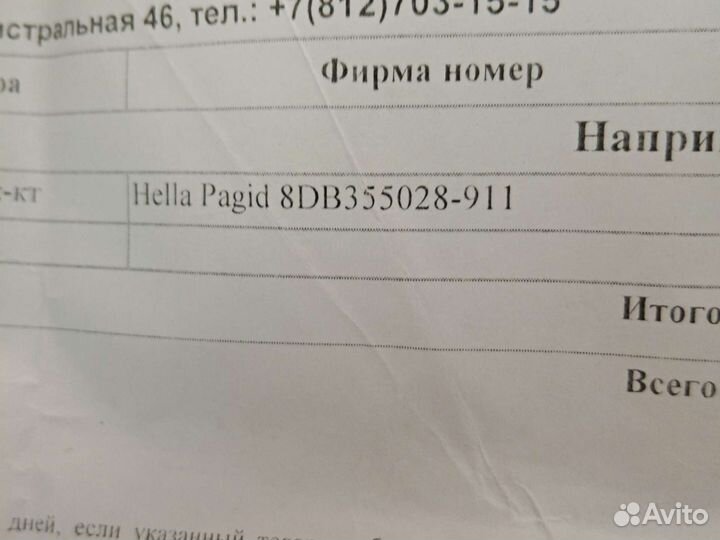 стральная 46, тел.: +7(812)703-15-15
ра Фирма номер
Напри
-кт Hella Pagid 8DB355028-911
Итого
Всего
дней, если указанный
Avito